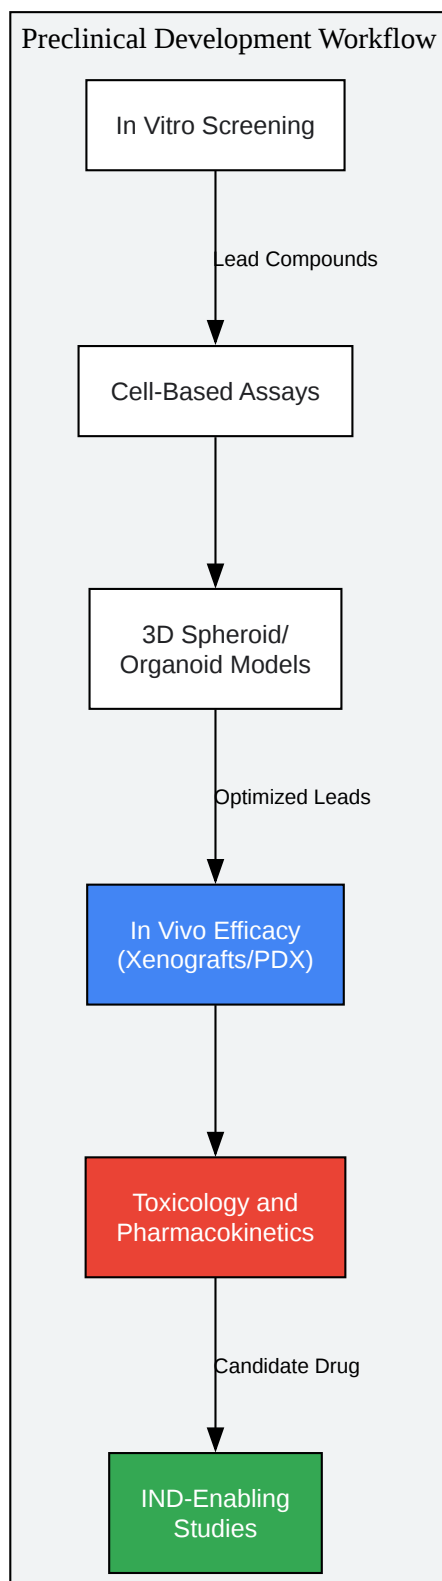 Preclinical Development Workflow
In Vitro Screening
Lead Compounds
Cell-Based Assays
3D Spheroid/
Organoid Models
Optimized Leads
In Vivo Efficacy
(Xenografts/PDX)
Toxicology and
Pharmacokinetics
Candidate Drug
IND-Enabling
Studies